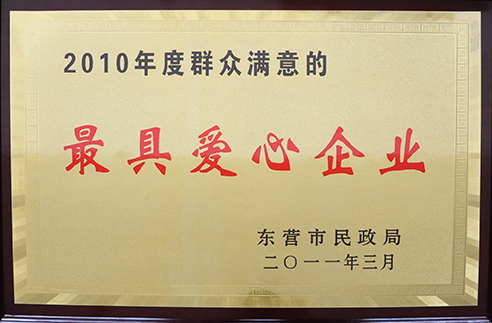 2010年度群众满意的
最具爱心企业
东营市民政局
二〇一一年三月